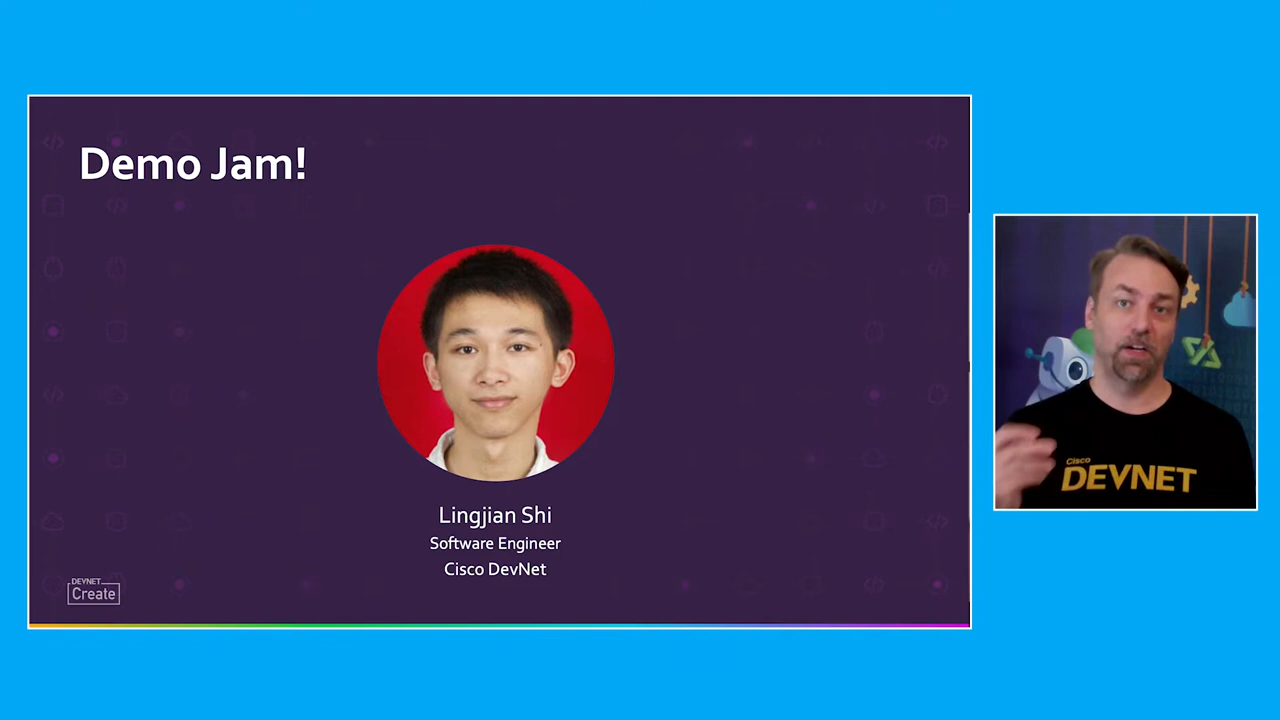 Demo Jam!
Lingjian Shi
Software Engineer
Cisco DevNet
DEVNET
Create
Cisco
DEVNET